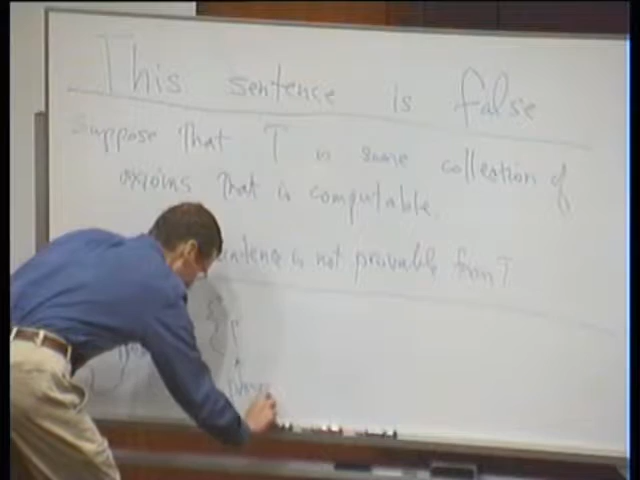 This sentence is false
Suppose that T is some collection of
axioms that is computable.
sentence is not provable from T